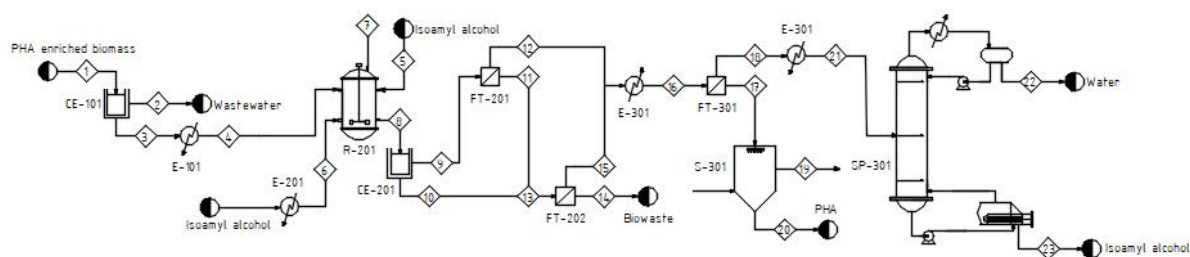 PHA enriched biomass
1
CE-101
2
Wastewater
3
E-101
4
7
Isoamyl alcohol
5
R-201
6
E-201
Isoamyl alcohol
8
CE-201
9
10
FT-201
12
11
13
FT-202
15
14
Biowaste
E-301
16
FT-301
18
17
E-301
21
S-301
19
20
PHA
SP-301
22
Water
23
Isoamyl alcohol